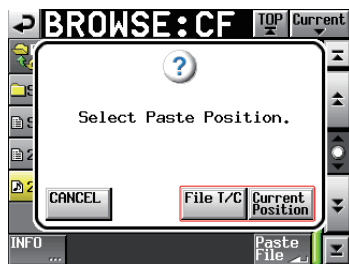 BROWSE:CF TOP Current
?
Select Paste Position.
CANCEL File T/C Current
Position
INFO ... Paste
File